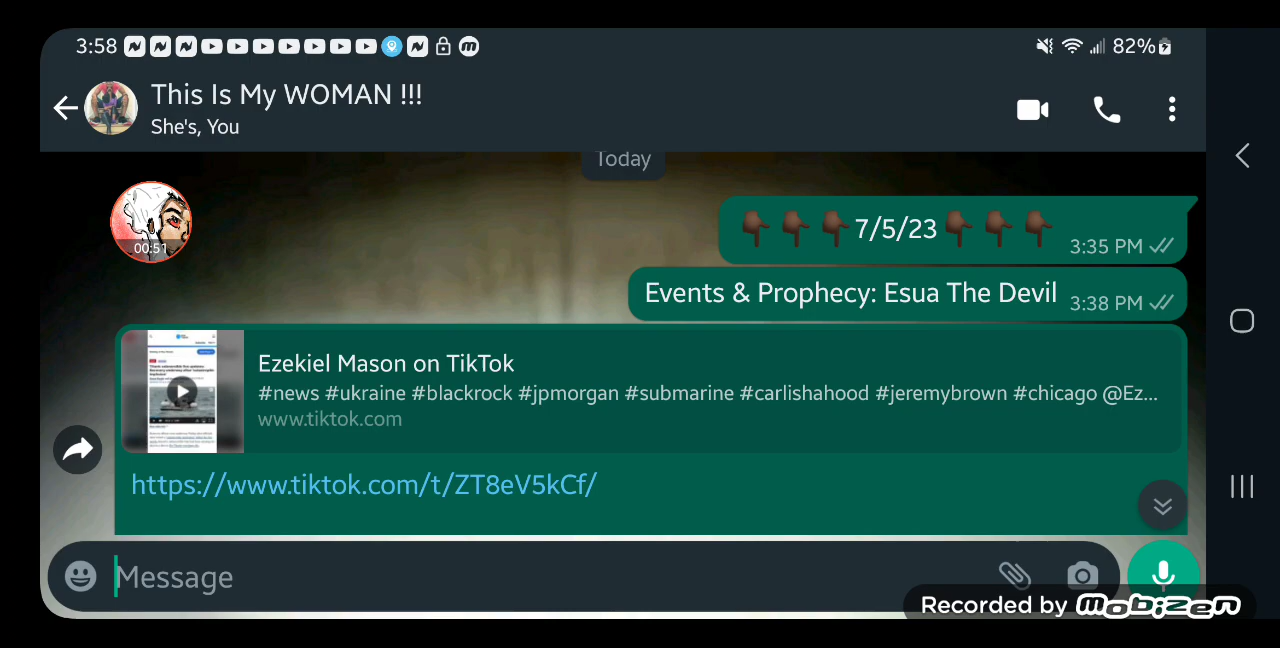 3:58
82%
This Is My WOMAN !!!
She's, You
Today
00:51
7/5/23
3:35 PM
Events & Prophecy: Esua The Devil
3:38 PM
Ezekiel Mason on TikTok
#news #ukraine #blackrock #jpmorgan #submarine #carlishahood #jeremybrown #chicago @Ez...
www.tiktok.com
https://www.tiktok.com/t/ZT8eV5kCf/
Message
Recorded by Mobizen